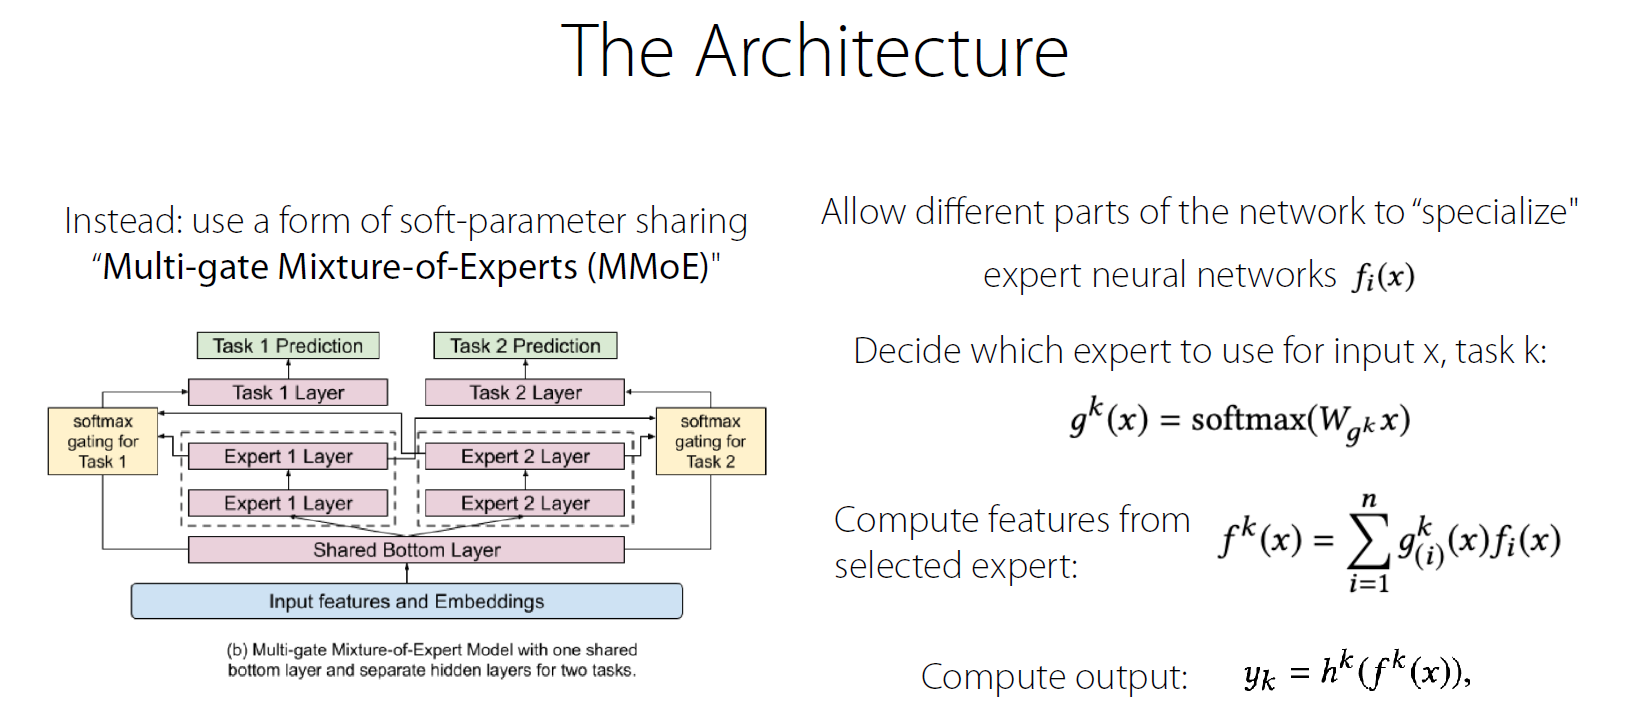 The Architecture
Instead: use a form of soft-parameter sharing
“Multi-gate Mixture-of-Experts (MMoE)"
Task 1 Prediction
Task 2 Prediction
Task 1 Layer
Task 2 Layer
softmax
gating for
Task 1
softmax
gating for
Task 2
Expert 1 Layer
Expert 2 Layer
Expert 1 Layer
Expert 2 Layer
Shared Bottom Layer
Input features and Embeddings
(b) Multi-gate Mixture-of-Expert Model with one shared
bottom layer and separate hidden layers for two tasks.
Allow different parts of the network to “specialize"
expert neural networks f_i(x)
Decide which expert to use for input x, task k:
g^k(x) = softmax(W_{g^k} x)
Compute features from
selected expert:
f^k(x) = \sum_{i=1}^{n} g^k_{(i)}(x) f_i(x)
Compute output: y_k = h^k(f^k(x)),